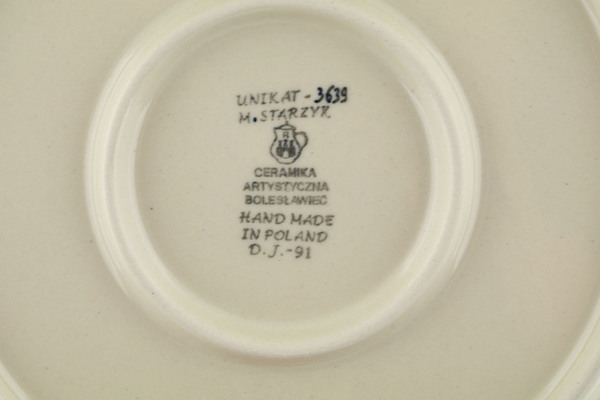 UNIKAT - 3639
M. STARZYK
CERAMIKA
ARTYSTYCZNA
BOLESŁAWIEC
HAND MADE
IN POLAND
D.J.-91